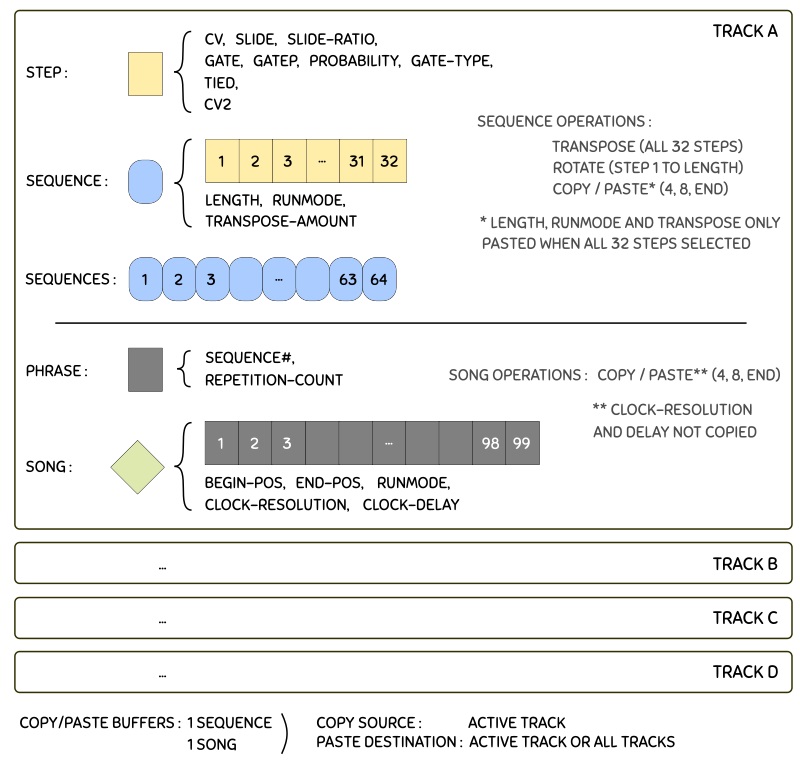 TRACK A
STEP :
CV, SLIDE, SLIDE-RATIO,
GATE, GATEP, PROBABILITY, GATE-TYPE,
TIED,
CV2
SEQUENCE OPERATIONS :
TRANSPOSE (ALL 32 STEPS)
ROTATE (STEP 1 TO LENGTH)
COPY / PASTE* (4, 8, END)
* LENGTH, RUNMODE AND TRANSPOSE ONLY
PASTED WHEN ALL 32 STEPS SELECTED
SEQUENCE :
1 2 3 ... 31 32
LENGTH, RUNMODE,
TRANSPOSE-AMOUNT
SEQUENCES : 1 2 3 ... 63 64
PHRASE :
SEQUENCE#,
REPETITION-COUNT
SONG OPERATIONS : COPY / PASTE** (4, 8, END)
** CLOCK-RESOLUTION
AND DELAY NOT COPIED
SONG :
1 2 3 ... 98 99
BEGIN-POS, END-POS, RUNMODE,
CLOCK-RESOLUTION, CLOCK-DELAY
... TRACK B
... TRACK C
... TRACK D
COPY/PASTE BUFFERS : 1 SEQUENCE
1 SONG
COPY SOURCE : ACTIVE TRACK
PASTE DESTINATION : ACTIVE TRACK OR ALL TRACKS